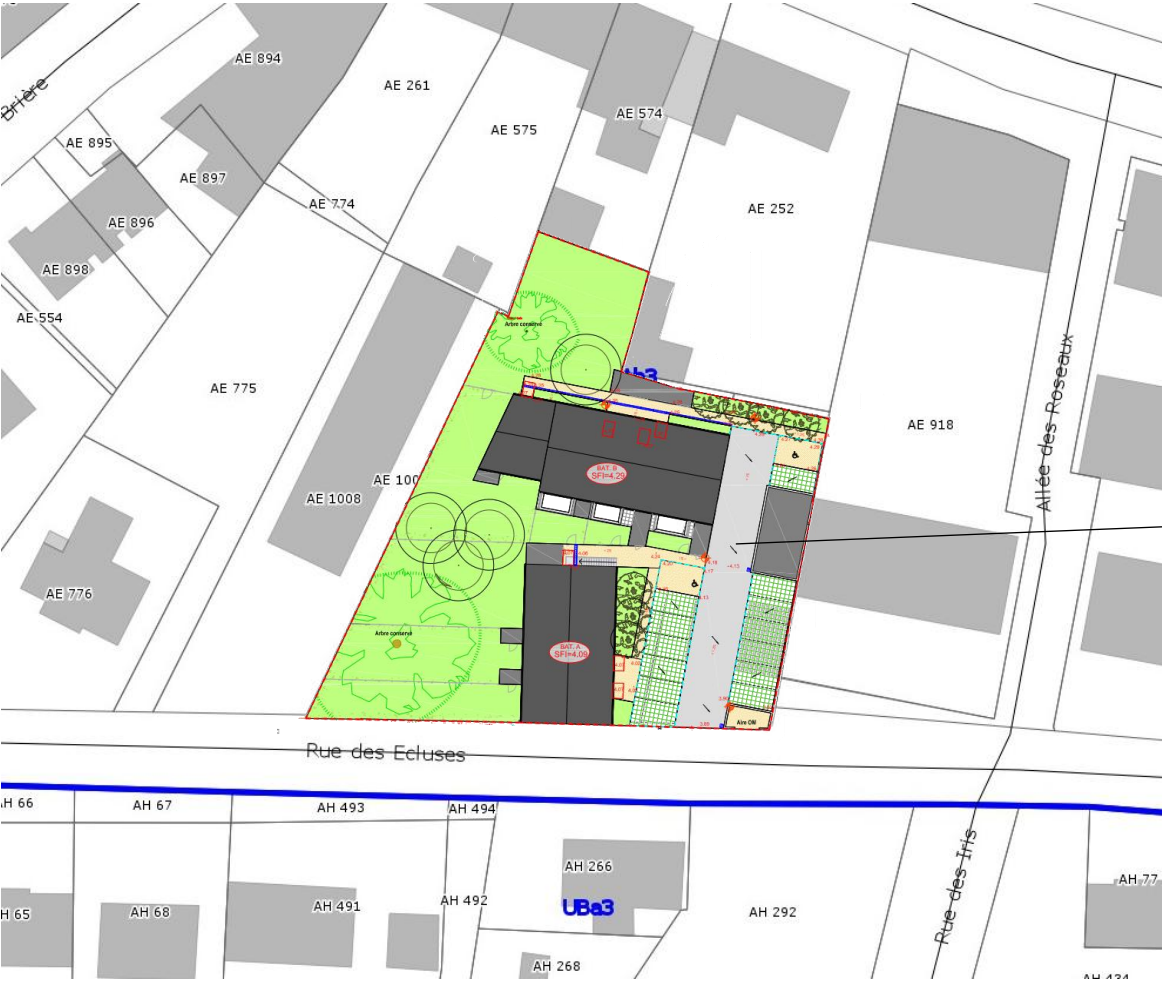 AE 894
AE 261
Brière
AE 575
AE 574
AE 895
AE 897
AE 774
AE 252
AE 896
AE 898
AE 554
Arbre conservé
AE 775
AE 918
Allée des Roseaux
BAT. B
SFI=4.29
AE 100
AE 1008
AE 776
Arbre conservé
BAT. A
SFI=4.09
Aire OM
Rue des Ecluses
AH 66
AH 67
AH 493
AH 494
AH 266
AH 77
UBa3
H 65
AH 68
AH 491
AH 492
AH 292
Rue des Iris
AH 268
AH 434